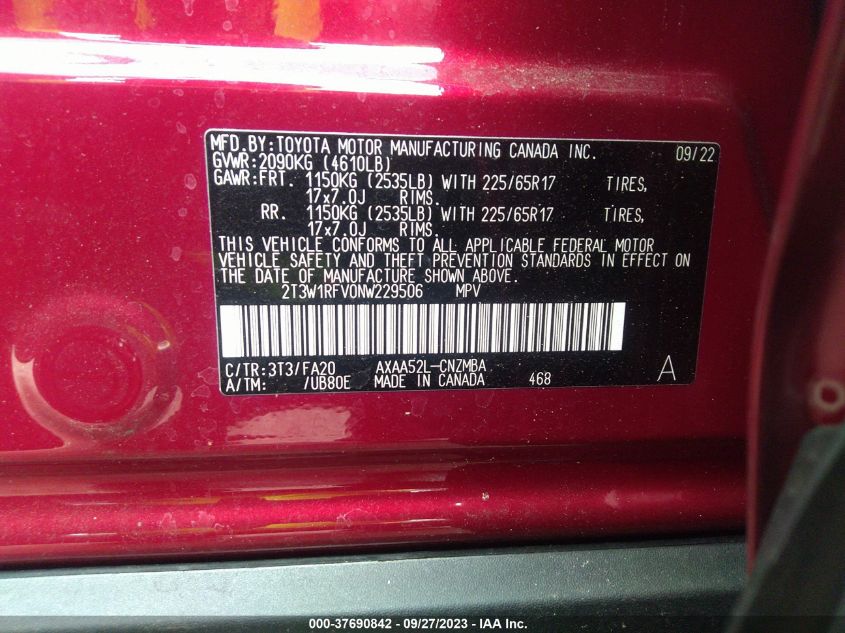 MFD.BY:TOYOTA MOTOR MANUFACTURING CANADA INC. 09/22
GVWR:2090KG (4610LB)
GAWR:FRT. 1150KG (2535LB) WITH 225/65R17 TIRES,
17x7.0J RIMS.
RR. 1150KG (2535LB) WITH 225/65R17 TIRES,
17x7.0J RIMS.
THIS VEHICLE CONFORMS TO ALL APPLICABLE FEDERAL MOTOR
VEHICLE SAFETY AND THEFT PREVENTION STANDARDS IN EFFECT ON
THE DATE OF MANUFACTURE SHOWN ABOVE.
2T3W1RFV0NW229506 MPV
C/TR:3T3/FA20 AXAA52L-CNZMBA
A/TM: /UB80E MADE IN CANADA 468 A
000-37690842 - 09/27/2023 - IAA Inc.